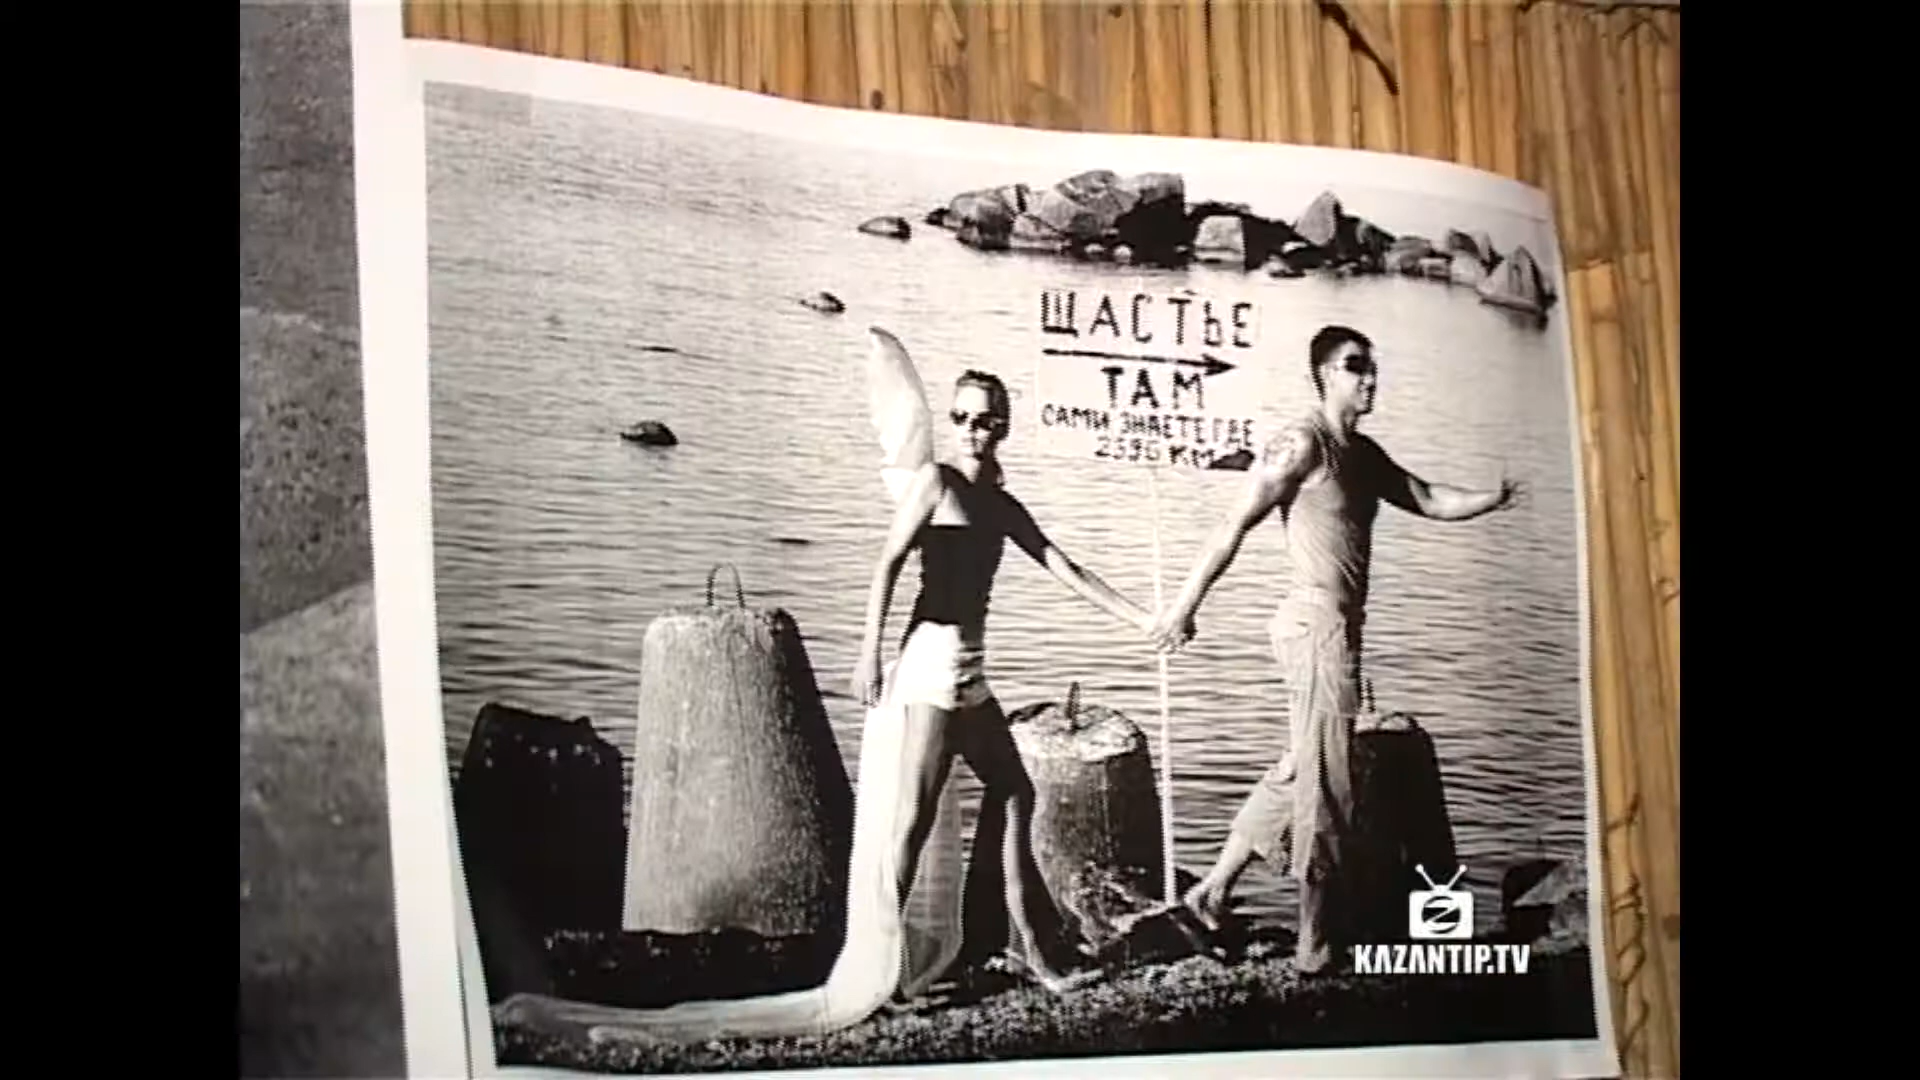 ЩАСТЬЕ
ТАМ
САМИ ЗНАЕТЕ ГДЕ
2596 КМ
KAZANTIP.TV